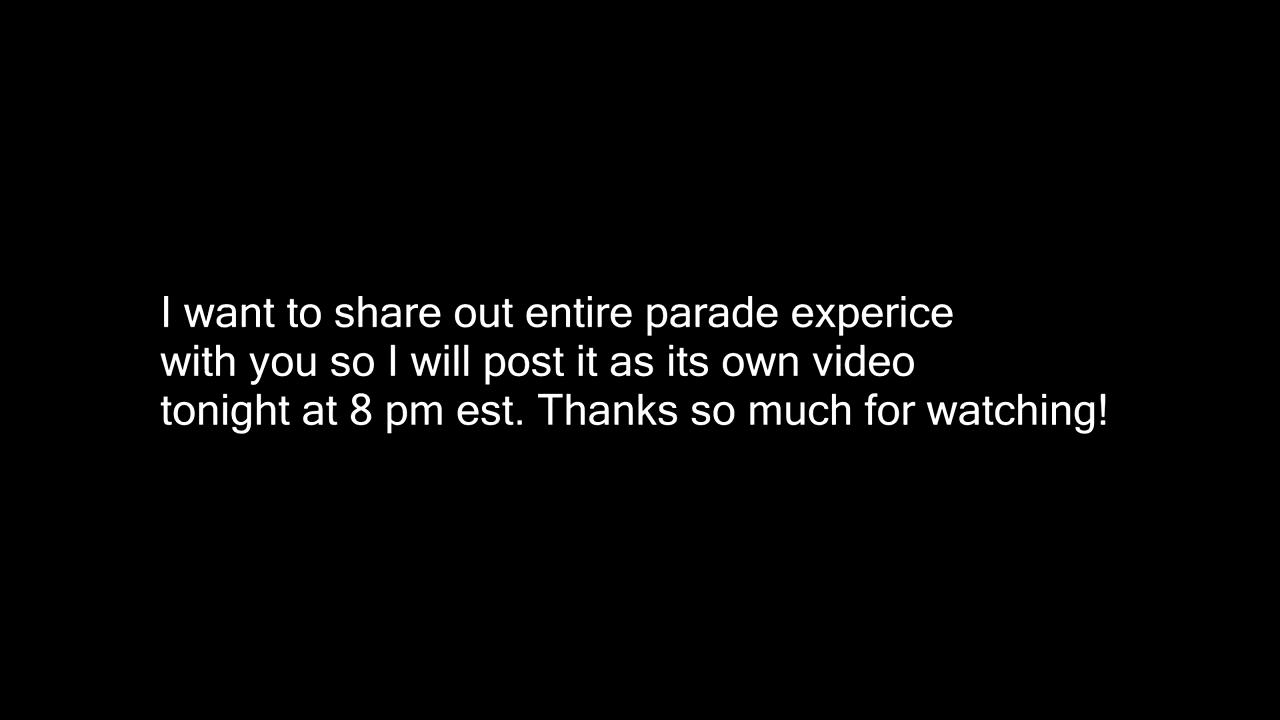 I want to share out entire parade experice
with you so I will post it as its own video
tonight at 8 pm est. Thanks so much for watching!